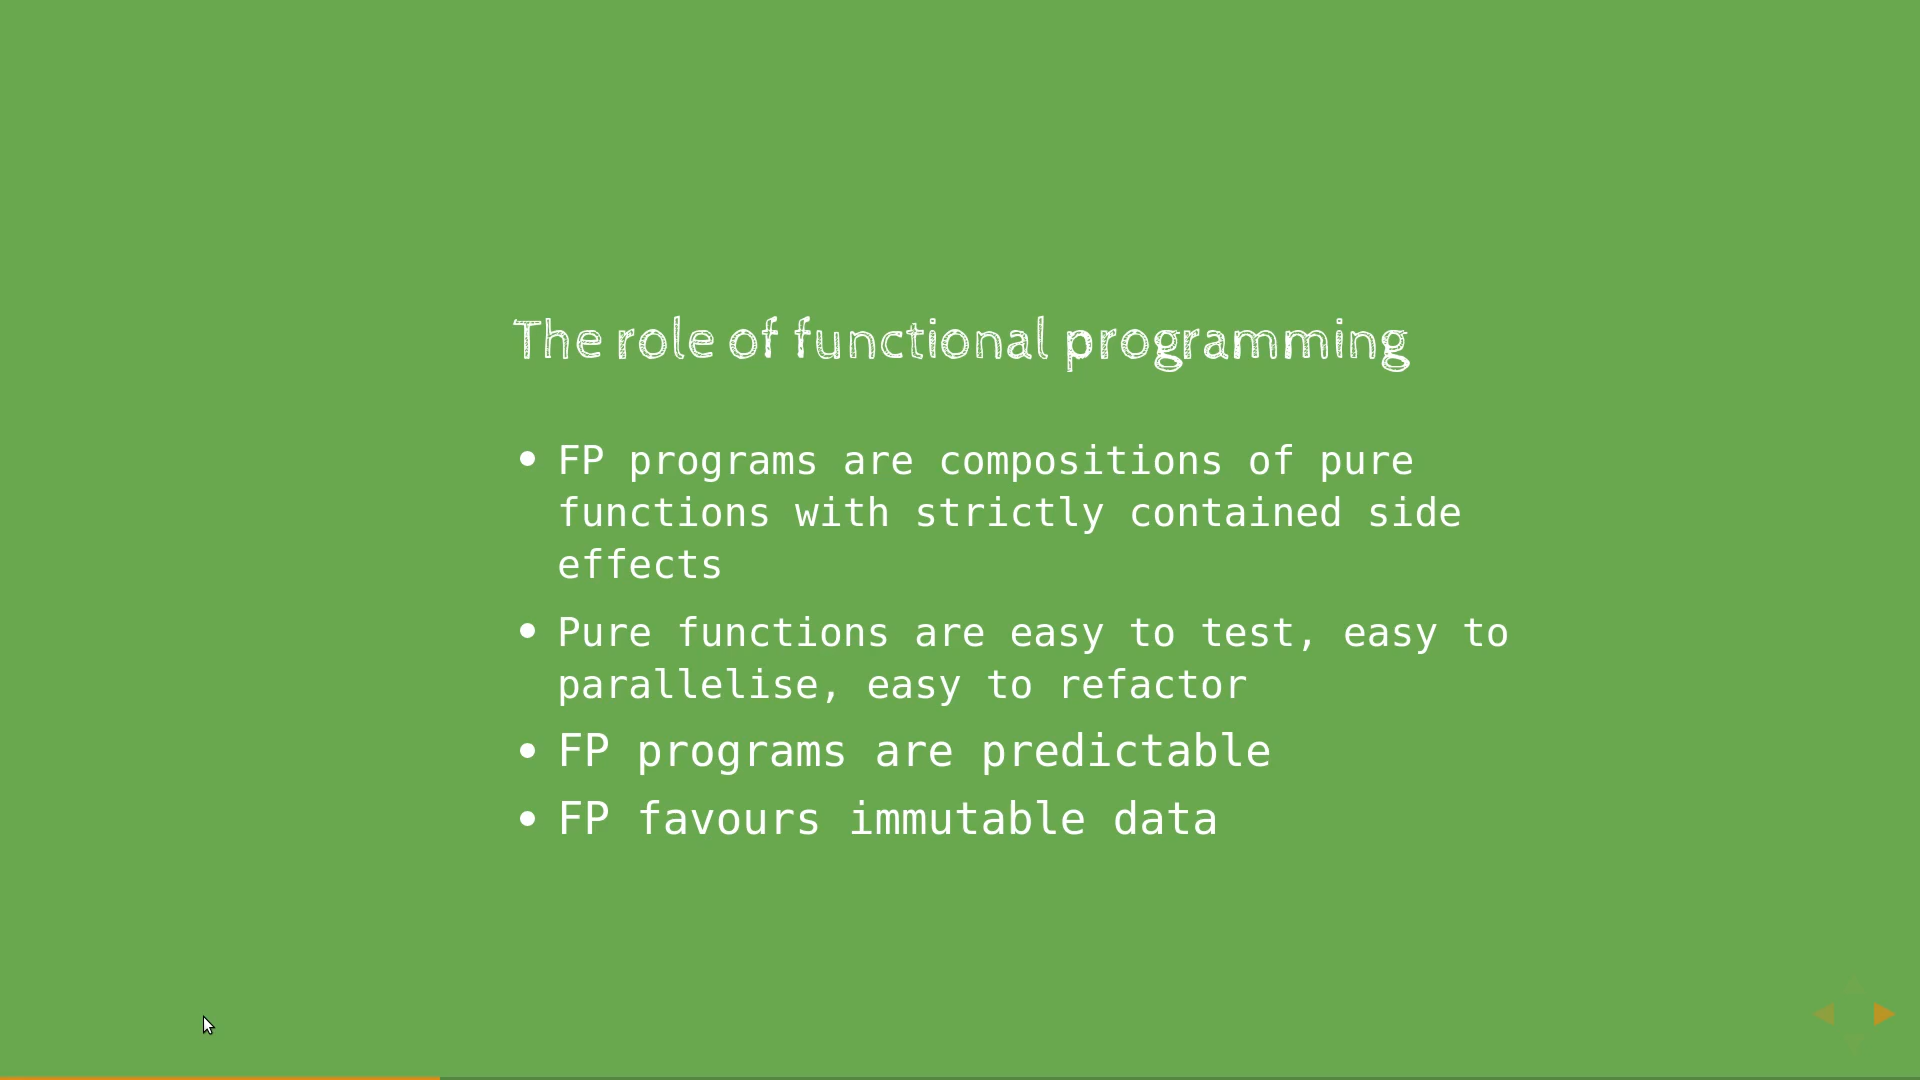 The role of functional programming
• FP programs are compositions of pure
functions with strictly contained side
effects
• Pure functions are easy to test, easy to
parallelise, easy to refactor
• FP programs are predictable
• FP favours immutable data